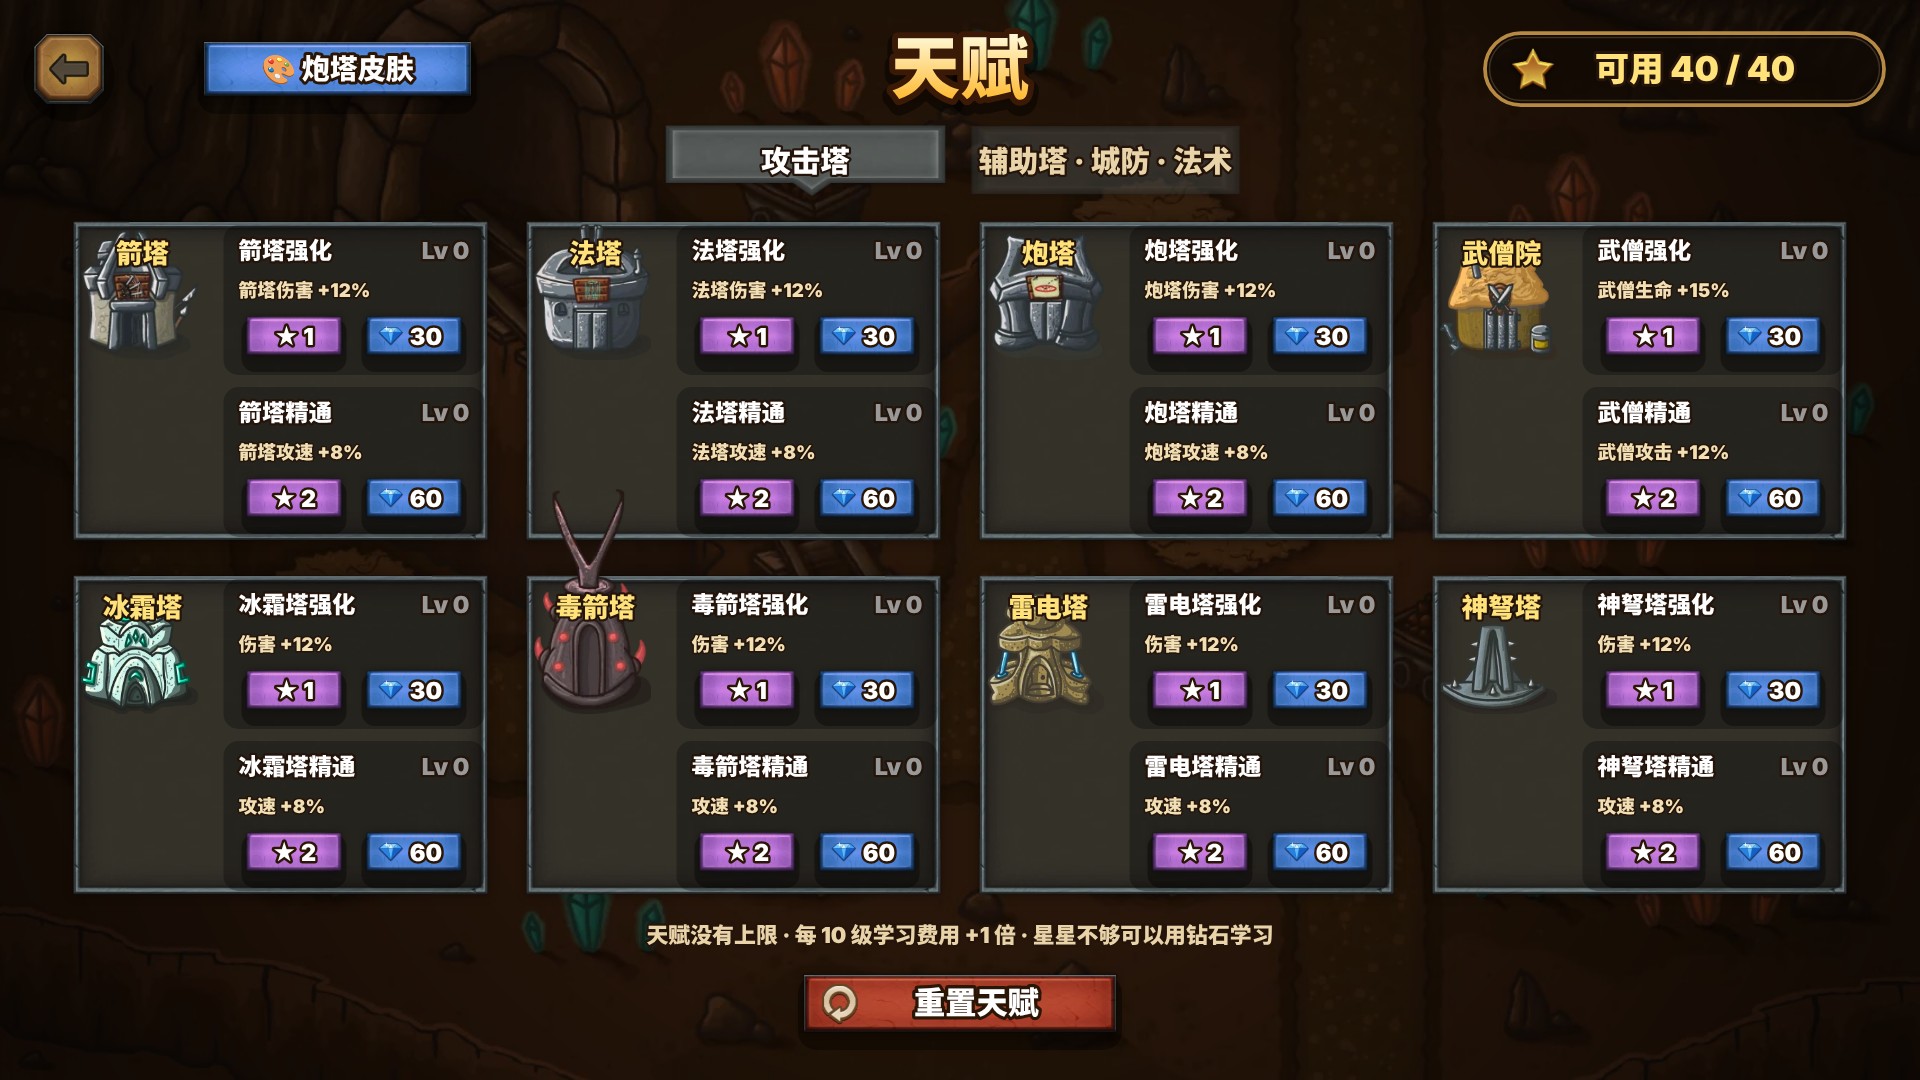 炮塔皮肤
天赋
可用 40 / 40
攻击塔
辅助塔 · 城防 · 法术
箭塔
箭塔强化 Lv 0
箭塔伤害 +12%
★1 30
箭塔精通 Lv 0
箭塔攻速 +8%
★2 60
法塔
法塔强化 Lv 0
法塔伤害 +12%
★1 30
法塔精通 Lv 0
法塔攻速 +8%
★2 60
炮塔
炮塔强化 Lv 0
炮塔伤害 +12%
★1 30
炮塔精通 Lv 0
炮塔攻速 +8%
★2 60
武僧院
武僧强化 Lv 0
武僧生命 +15%
★1 30
武僧精通 Lv 0
武僧攻击 +12%
★2 60
冰霜塔
冰霜塔强化 Lv 0
伤害 +12%
★1 30
冰霜塔精通 Lv 0
攻速 +8%
★2 60
毒箭塔
毒箭塔强化 Lv 0
伤害 +12%
★1 30
毒箭塔精通 Lv 0
攻速 +8%
★2 60
雷电塔
雷电塔强化 Lv 0
伤害 +12%
★1 30
雷电塔精通 Lv 0
攻速 +8%
★2 60
神弩塔
神弩塔强化 Lv 0
伤害 +12%
★1 30
神弩塔精通 Lv 0
攻速 +8%
★2 60
天赋没有上限 · 每 10 级学习费用 +1 倍 · 星星不够可以用钻石学习
重置天赋